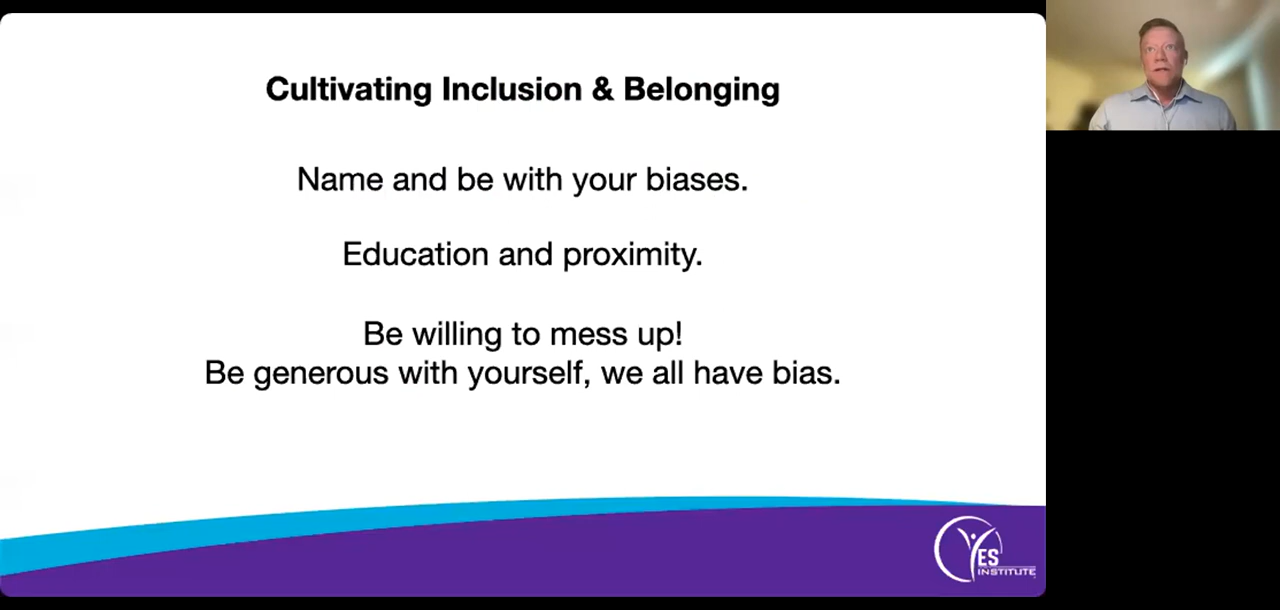 Cultivating Inclusion & Belonging
Name and be with your biases.
Education and proximity.
Be willing to mess up!
Be generous with yourself, we all have bias.
YES
INSTITUTE